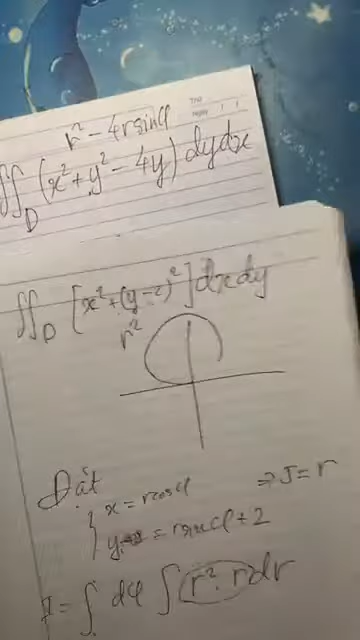 r² - 4rsinφ
∬_D (x² + y² - 4y) dydx
∬_D [x² + (y - 2)²] dxdy
r²
Đặt
{ x = rcosφ ⇒ J = r
y = rsinφ + 2
I = ∫ dφ ∫ r². rdr